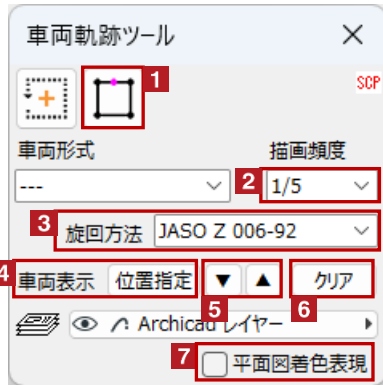 車両軌跡ツール
1
SCP
車両形式 描画頻度
--- 2 1/5
3 旋回方法 JASO Z 006-92
4 車両表示 位置指定 ▼ ▲ クリア
5 6
Archicad レイヤー
7 平面図着色表現